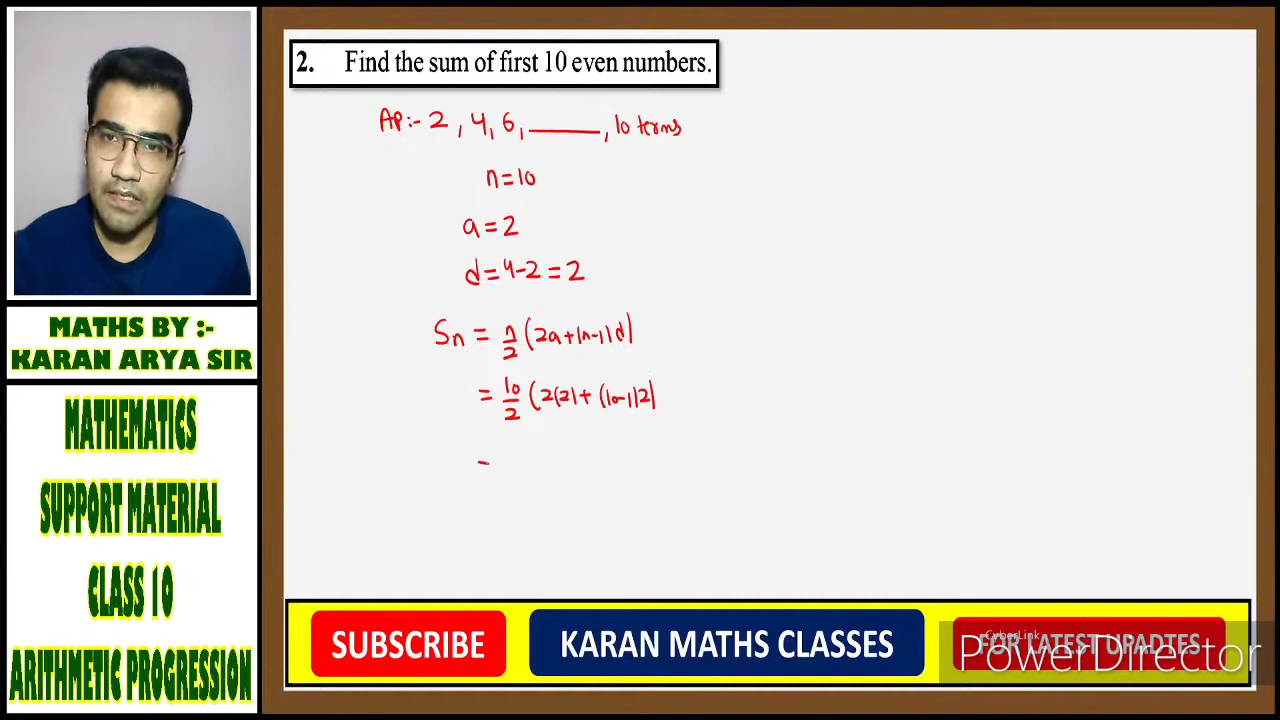 2. Find the sum of first 10 even numbers.
AP:- 2, 4, 6, ______, 10 terms
n=10
a=2
d=4-2=2
Sn = n/2 (2a+(n-1)d)
= 10/2 (2(2)+(10-1)2)
=
MATHS BY :-
KARAN ARYA SIR
MATHEMATICS
SUPPORT MATERIAL
CLASS 10
ARITHMETIC PROGRESSION
SUBSCRIBE
KARAN MATHS CLASSES
FOR LATEST UPADTES
CyberLink
PowerDirector